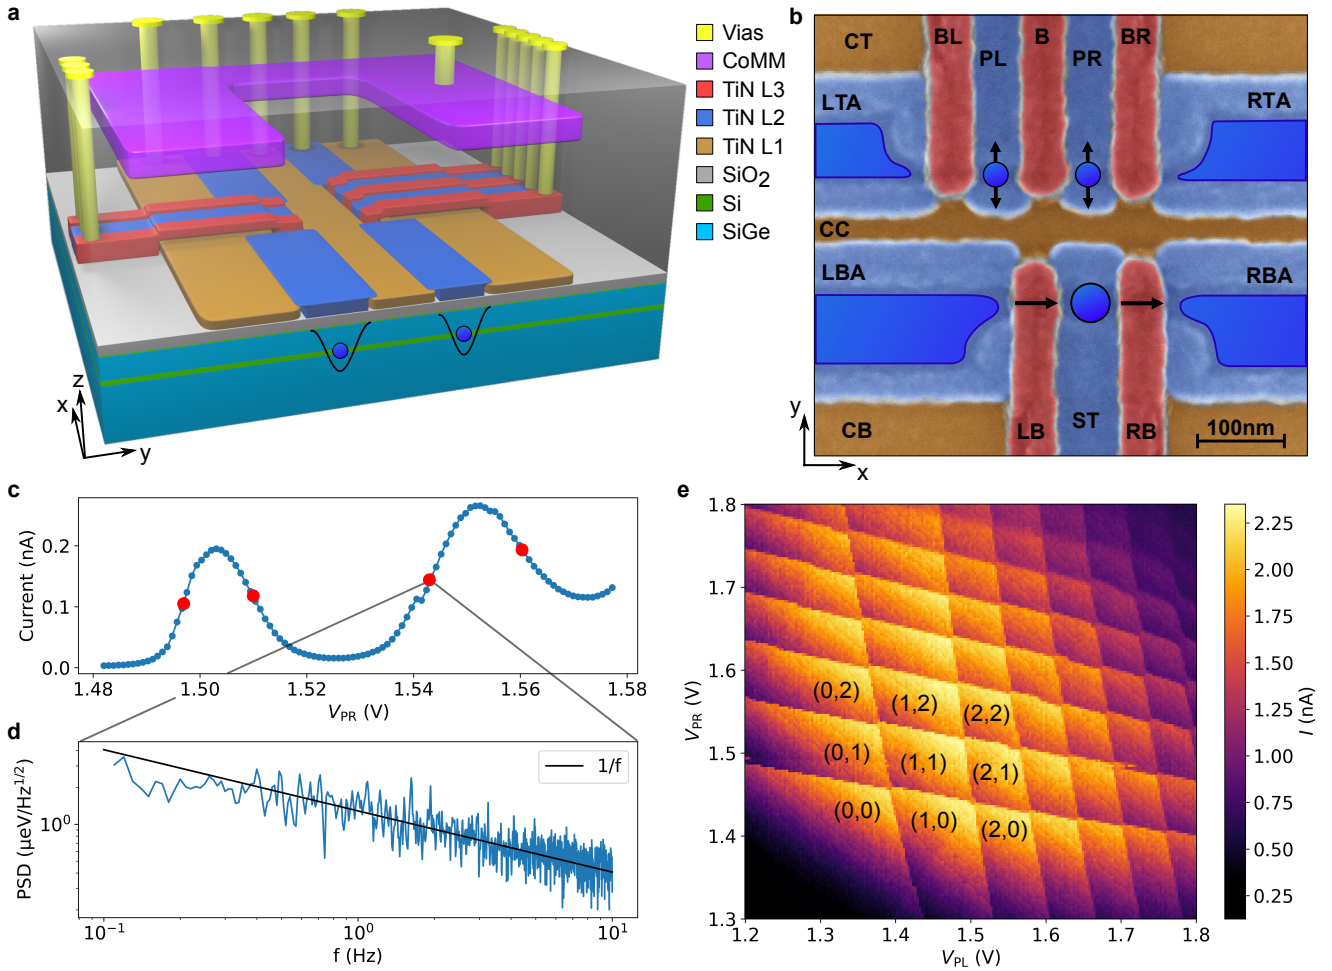 a
Vias
CoMM
TiN L3
TiN L2
TiN L1
SiO2
Si
SiGe
z
x
y
b
CT
BL
B
BR
PL
PR
LTA
RTA
CC
LBA
RBA
CB
LB
ST
RB
100nm
y
x
c
Current (nA)
0.2
0.1
0.0
1.48
1.50
1.52
1.54
1.56
1.58
VPR (V)
d
PSD (µeV/Hz1/2)
10^0
1/f
10^−1
10^0
10^1
f (Hz)
e
VPR (V)
1.8
1.7
1.6
1.5
1.4
1.3
(0,2)
(1,2)
(2,2)
(0,1)
(1,1)
(2,1)
(0,0)
(1,0)
(2,0)
1.2
1.3
1.4
1.5
1.6
1.7
1.8
VPL (V)
2.25
2.00
1.75
1.50
1.25
1.00
0.75
0.50
0.25
I (nA)